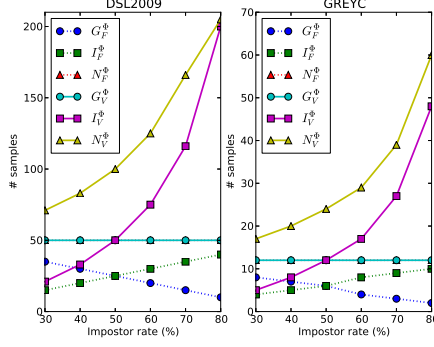 DSL2009
GREYC
# samples
200
150
100
50
0
G_F^Φ
I_F^Φ
N_F^Φ
G_V^Φ
I_V^Φ
N_V^Φ
30 40 50 60 70 80
Impostor rate (%)
# samples
70
60
50
40
30
20
10
0
G_F^Φ
I_F^Φ
N_F^Φ
G_V^Φ
I_V^Φ
N_V^Φ
30 40 50 60 70 80
Impostor rate (%)